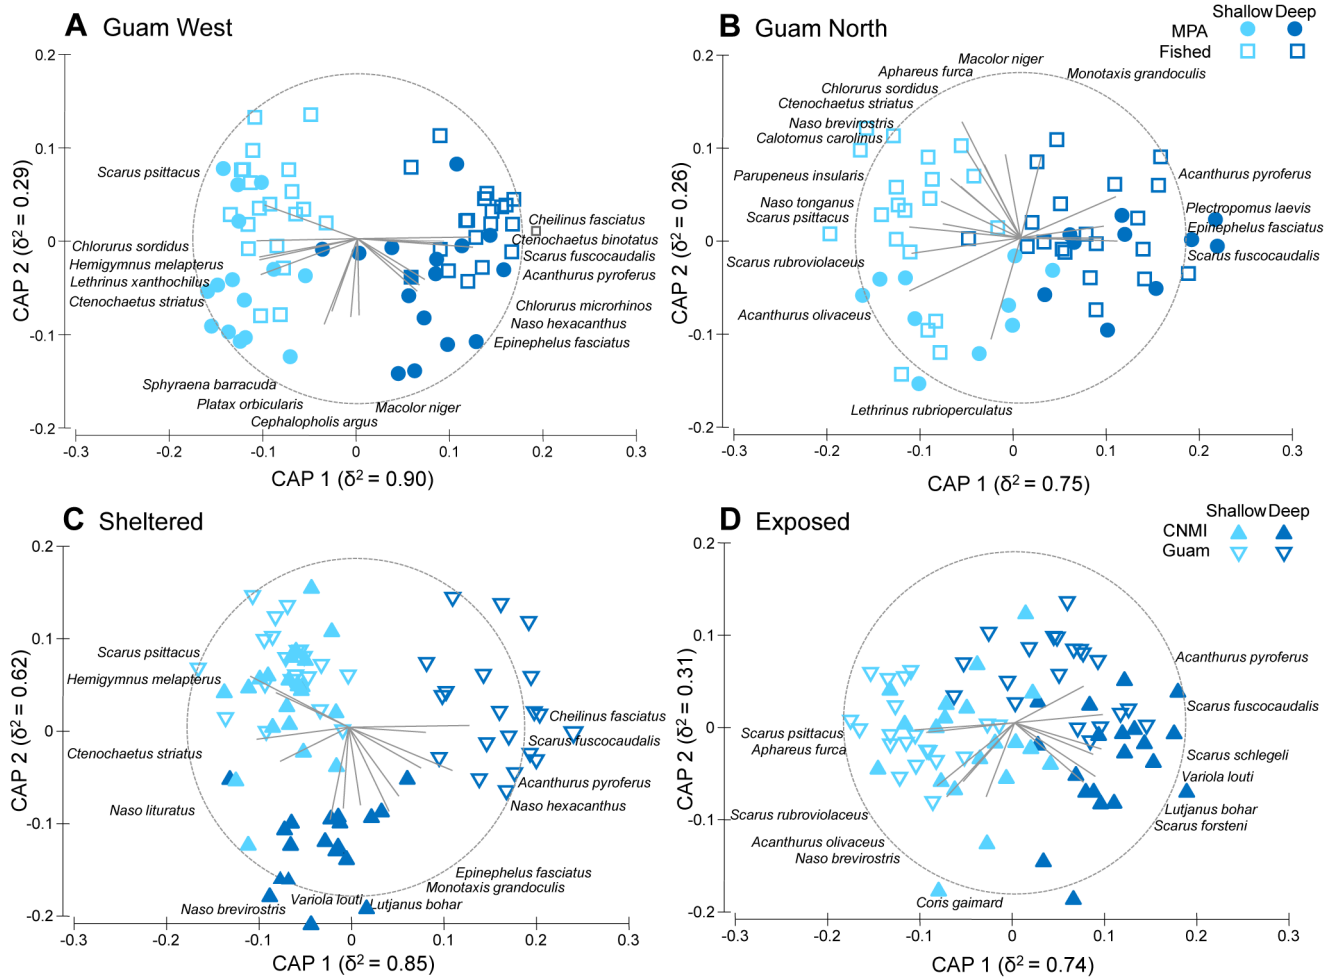 A Guam West
0.2
0.1
0
-0.1
-0.2
CAP 2 (δ² = 0.29)
Scarus psittacus
Chlorurus sordidus
Hemigymnus melapterus
Lethrinus xanthochilus
Ctenochaetus striatus
Sphyraena barracuda
Platax orbicularis
Cephalopholis argus
Macolor niger
Cheilinus fasciatus
Ctenochaetus binotatus
Scarus fuscocaudalis
Acanthurus pyroferus
Chlorurus microrhinos
Naso hexacanthus
Epinephelus fasciatus
-0.3 -0.2 -0.1 0 0.1 0.2 0.3
CAP 1 (δ² = 0.90)
B Guam North
Shallow Deep
MPA
Fished
0.2
0.1
0
-0.1
-0.2
CAP 2 (δ² = 0.26)
Macolor niger
Aphareus furca
Monotaxis grandoculis
Chlorurus sordidus
Ctenochaetus striatus
Naso brevirostris
Calotomus carolinus
Parupeneus insularis
Naso tonganus
Scarus psittacus
Scarus rubroviolaceus
Acanthurus olivaceus
Lethrinus rubrioperculatus
Acanthurus pyroferus
Plectropomus laevis
Epinephelus fasciatus
Scarus fuscocaudalis
-0.3 -0.2 -0.1 0 0.1 0.2 0.3
CAP 1 (δ² = 0.75)
C Sheltered
0.2
0.1
0
-0.1
-0.2
CAP 2 (δ² = 0.62)
Scarus psittacus
Hemigymnus melapterus
Ctenochaetus striatus
Naso lituratus
Naso brevirostris
Variola louti
Lutjanus bohar
Monotaxis grandoculis
Epinephelus fasciatus
Cheilinus fasciatus
Scarus fuscocaudalis
Acanthurus pyroferus
Naso hexacanthus
-0.3 -0.2 -0.1 0 0.1 0.2 0.3
CAP 1 (δ² = 0.85)
D Exposed
Shallow Deep
CNMI
Guam
0.2
0.1
0
-0.1
-0.2
CAP 2 (δ² = 0.31)
Scarus psittacus
Aphareus furca
Scarus rubroviolaceus
Acanthurus olivaceus
Naso brevirostris
Coris gaimard
Acanthurus pyroferus
Scarus fuscocaudalis
Scarus schlegeli
Variola louti
Lutjanus bohar
Scarus forsteni
-0.3 -0.2 -0.1 0 0.1 0.2 0.3
CAP 1 (δ² = 0.74)